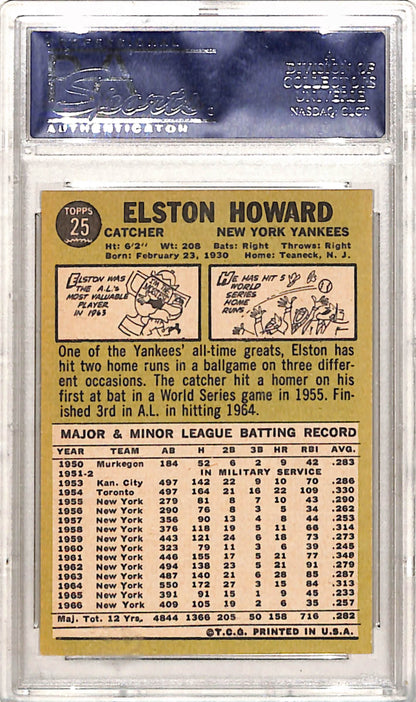 Sports
AUTHENTICATOR
A DIVISION OF
COLLECTORS
UNIVERSE
NASDAQ: CLCT
TOPPS
25
ELSTON HOWARD
CATCHER NEW YORK YANKEES
Ht: 6'2" Wt: 208 Bats: Right Throws: Right
Born: February 23, 1930 Home: Teaneck, N. J.
ELSTON WAS
THE A.L.'S
MOST VALUABLE
PLAYER
IN 1963
HE HAS HIT 5
WORLD
SERIES
HOME
RUNS
One of the Yankees' all-time greats, Elston has
hit two home runs in a ballgame on three differ-
ent occasions. The catcher hit a homer on his
first at bat in a World Series game in 1955. Fin-
ished 3rd in A.L. in hitting 1964.
MAJOR & MINOR LEAGUE BATTING RECORD
YEAR TEAM AB H 2B 3B HR RBI AVG.
1950 Murkegon 184 52 6 2 9 42 .283
1951-2 IN MILITARY SERVICE
1953 Kan. City 497 142 22 9 10 70 .286
1954 Toronto 497 164 21 16 22 109 .330
1955 New York 279 81 8 7 10 43 .290
1956 New York 290 76 8 3 5 34 .262
1957 New York 356 90 13 4 8 44 .253
1958 New York 376 118 19 5 11 66 .314
1959 New York 443 121 24 6 18 73 .273
1960 New York 323 79 11 3 6 39 .245
1961 New York 446 155 17 5 21 77 .348
1962 New York 494 138 23 5 21 91 .279
1963 New York 487 140 21 6 28 85 .287
1964 New York 550 172 27 3 15 84 .313
1965 New York 391 91 15 1 9 45 .233
1966 New York 409 105 19 2 6 35 .257
Maj. Tot. 12 Yrs. 4844 1366 205 50 158 716 .282
©T.C.G. PRINTED IN U.S.A.